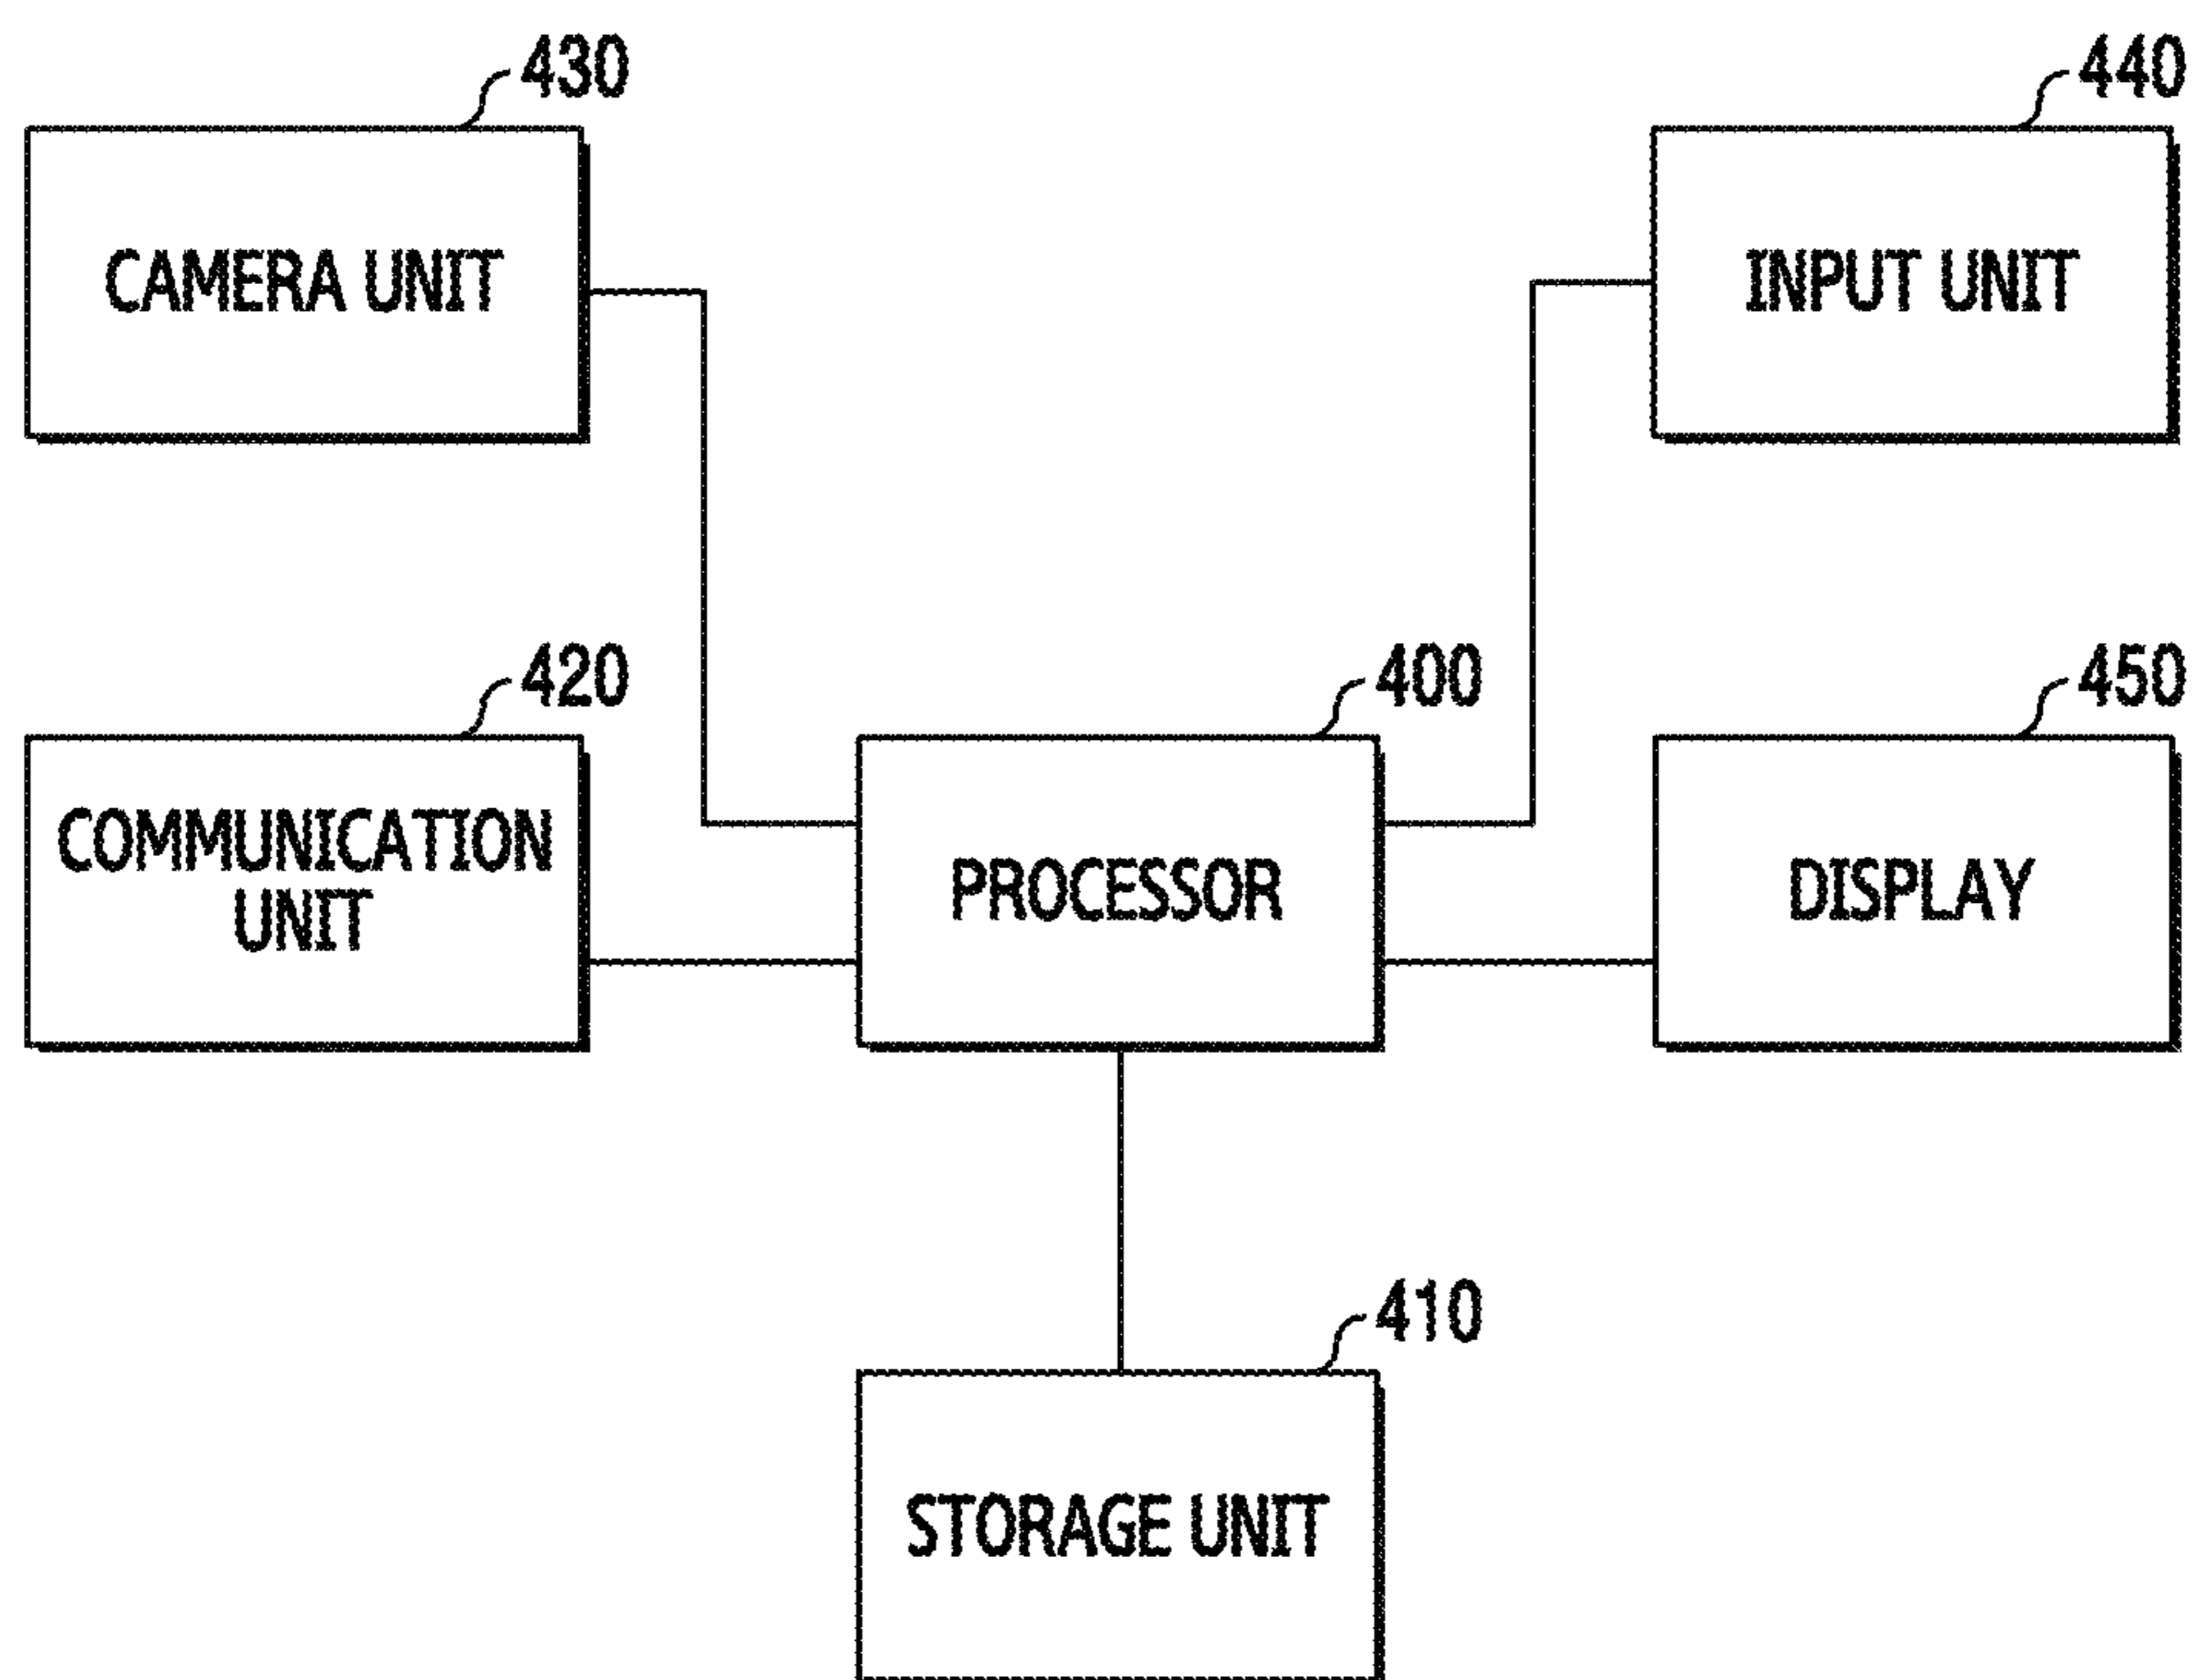 430
440
CAMERA UNIT
INPUT UNIT
420
400
450
COMMUNICATION
UNIT
PROCESSOR
DISPLAY
410
STORAGE UNIT